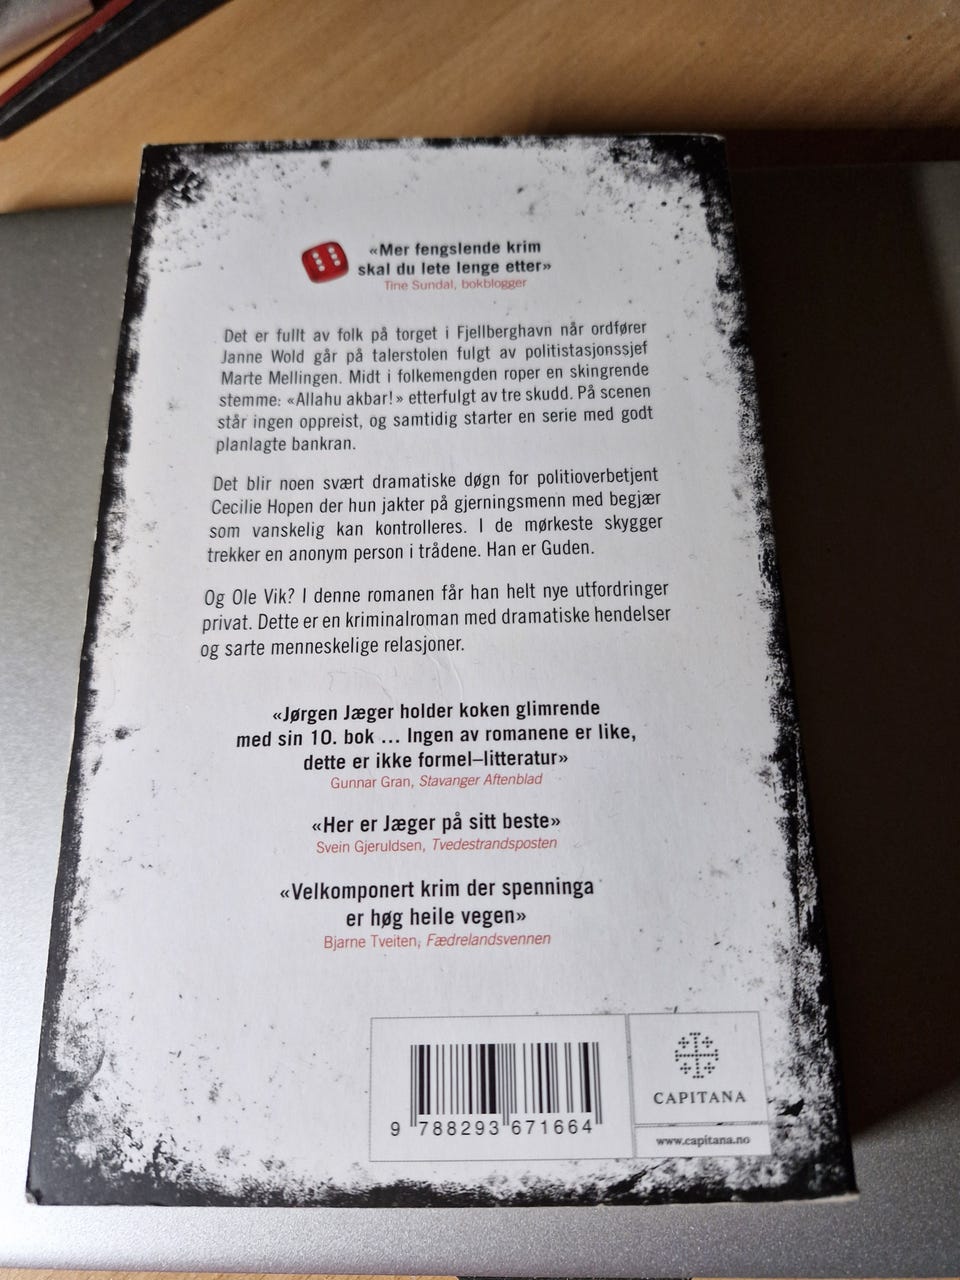 «Mer fengslende krim
skal du lete lenge etter»
Tine Sundal, bokblogger
Det er fullt av folk på torget i Fjellberghavn når ordfører
Janne Wold går på talerstolen fulgt av politistasjonssjef
Marte Mellingen. Midt i folkemengden roper en skingrende
stemme: «Allahu akbar!» etterfulgt av tre skudd. På scenen
står ingen oppreist, og samtidig starter en serie med godt
planlagte bankran.
Det blir noen svært dramatiske døgn for politioverbetjent
Cecilie Hopen der hun jakter på gjerningsmenn med begjær
som vanskelig kan kontrolleres. I de mørkeste skygger
trekker en anonym person i trådene. Han er Guden.
Og Ole Vik? I denne romanen får han helt nye utfordringer
privat. Dette er en kriminalroman med dramatiske hendelser
og sarte menneskelige relasjoner.
«Jørgen Jæger holder koken glimrende
med sin 10. bok ... Ingen av romanene er like,
dette er ikke formel–litteratur»
Gunnar Gran, Stavanger Aftenblad
«Her er Jæger på sitt beste»
Svein Gjeruldsen, Tvedestrandsposten
«Velkomponert krim der spenninga
er høg heile vegen»
Bjarne Tveiten, Fædrelandsvennen
9 788293 671664
CAPITANA
www.capitana.no